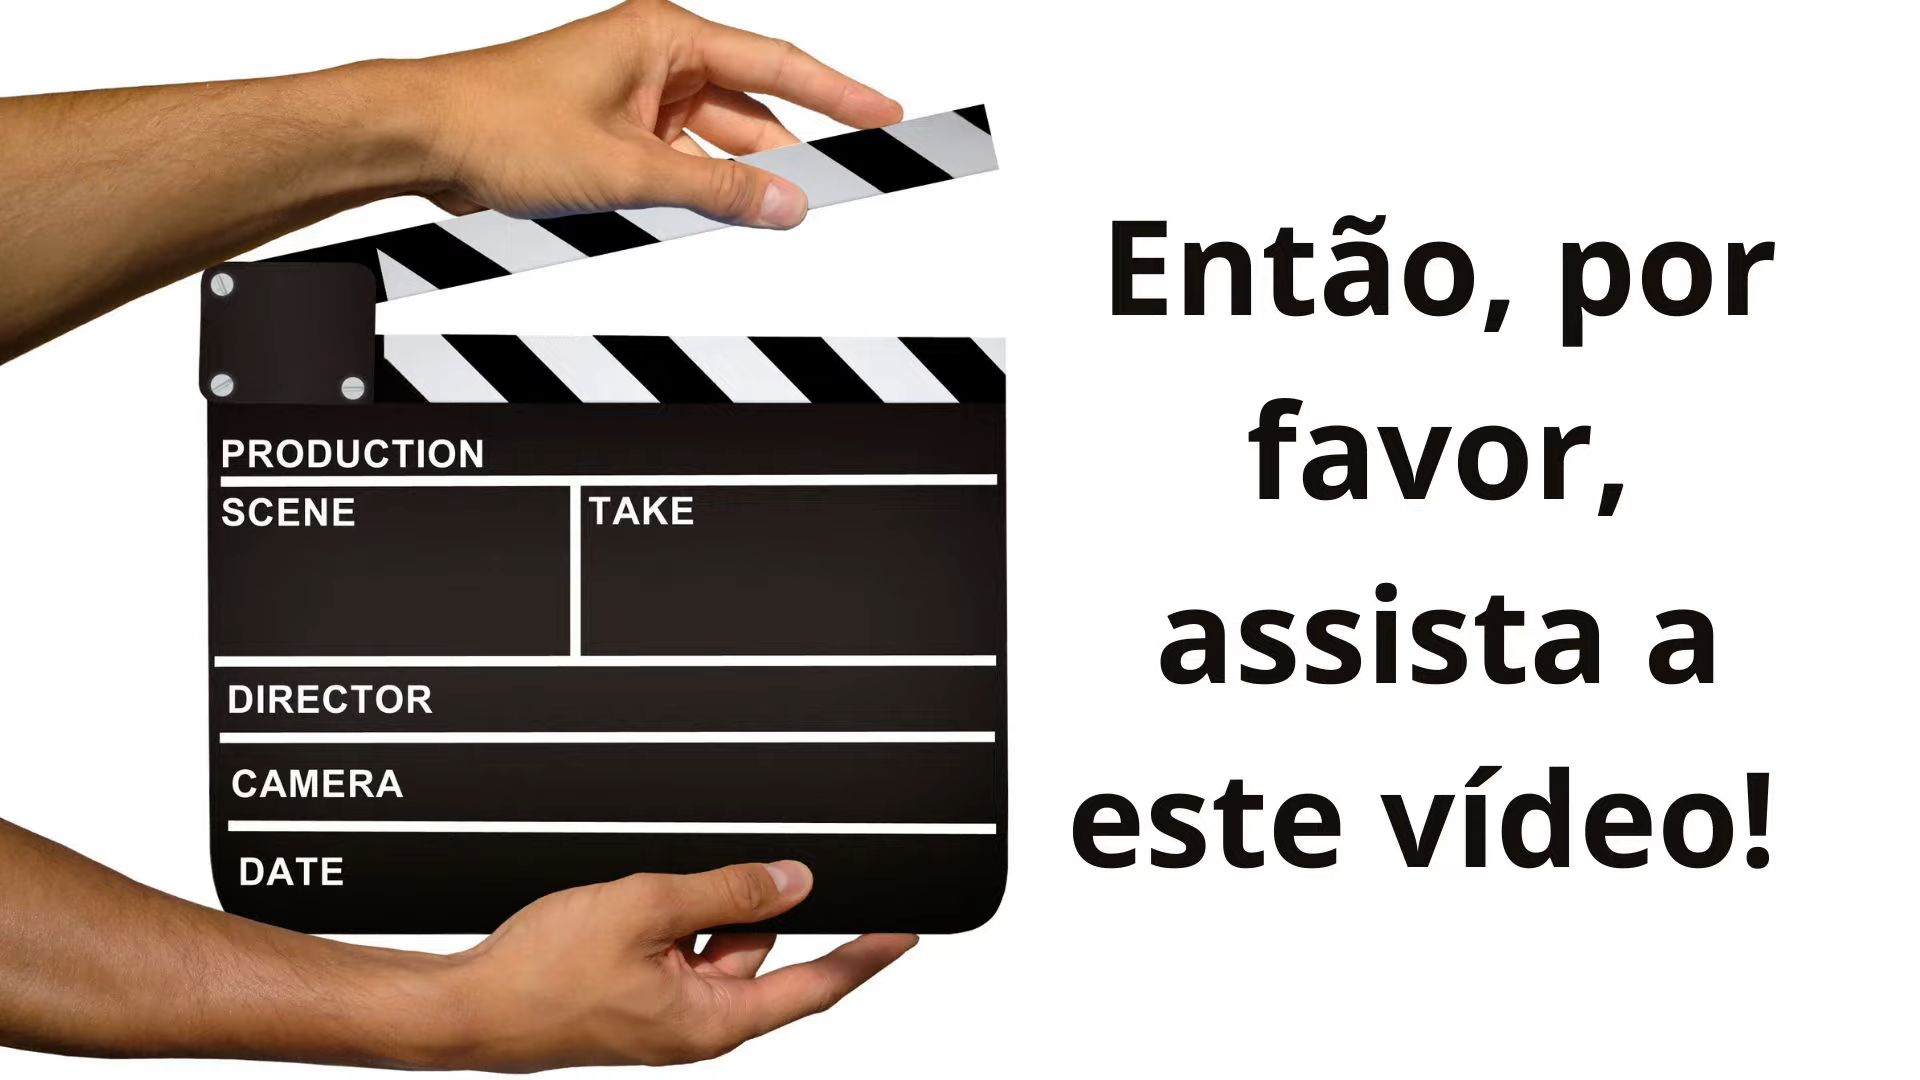 PRODUCTION
SCENE
TAKE
DIRECTOR
CAMERA
DATE
Então, por
favor,
assista a
este vídeo!